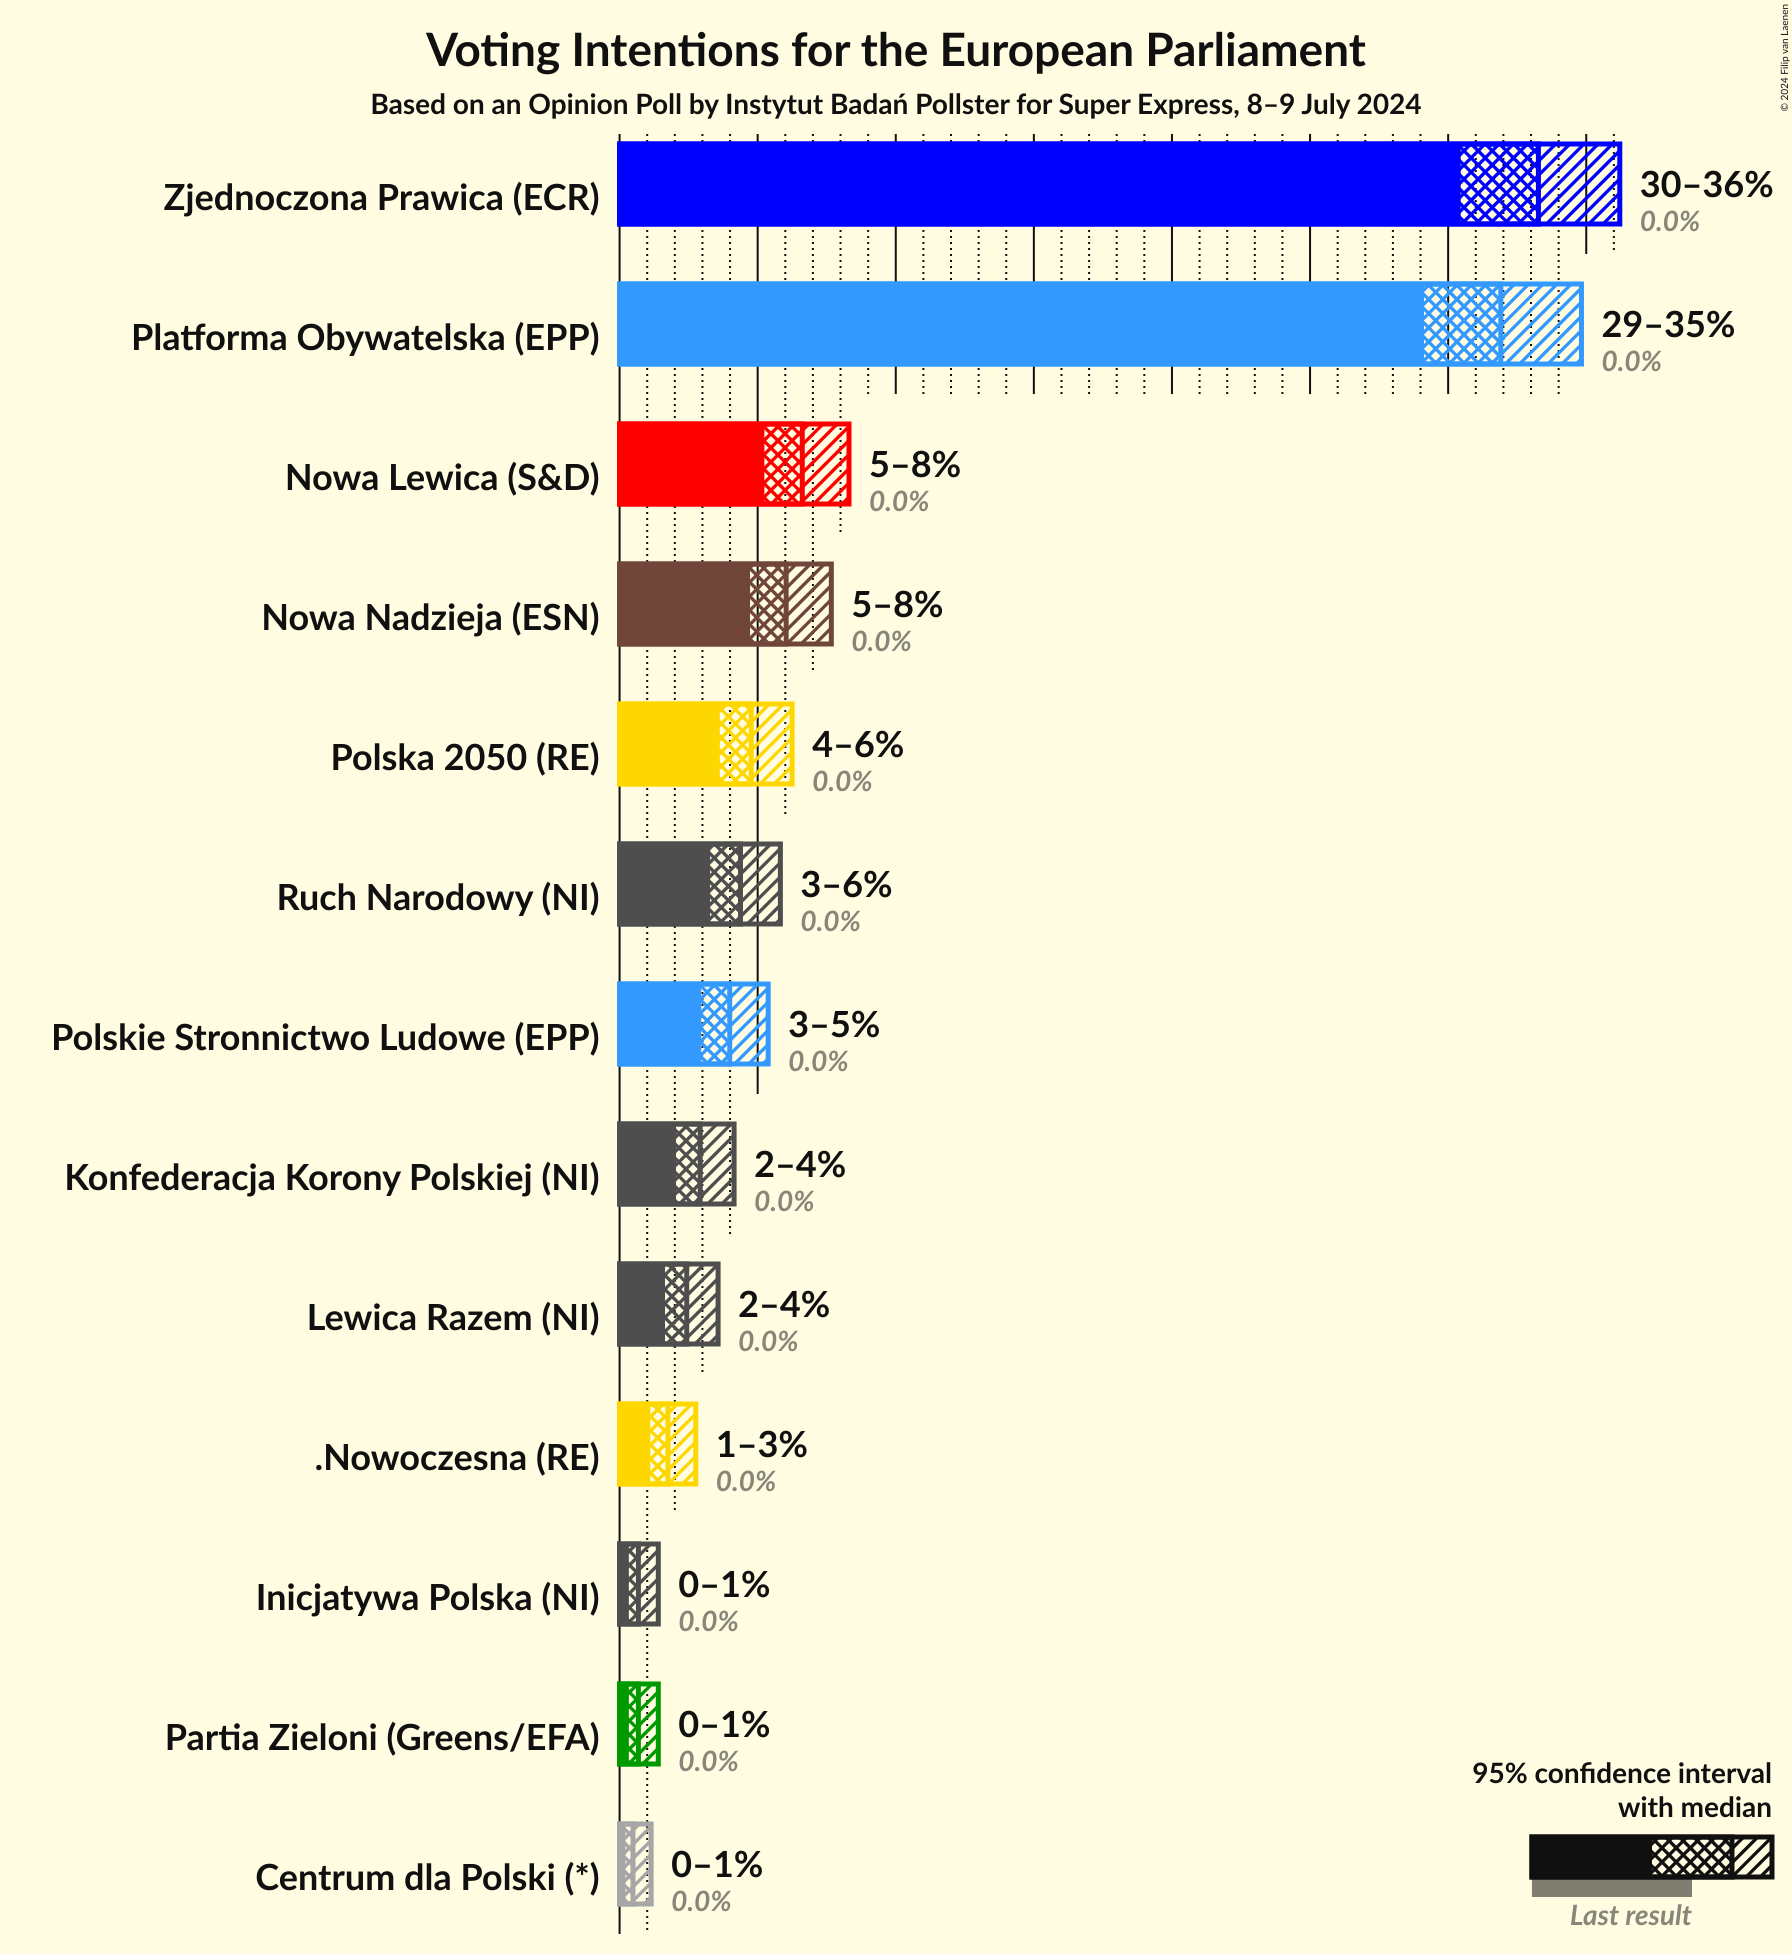 Voting Intentions for the European Parliament
Based on an Opinion Poll by Instytut Badań Pollster for Super Express, 8–9 July 2024
© 2024 Filip van Laenen
Zjednoczona Prawica (ECR)
30–36%
0.0%
Platforma Obywatelska (EPP)
29–35%
0.0%
Nowa Lewica (S&D)
5–8%
0.0%
Nowa Nadzieja (ESN)
5–8%
0.0%
Polska 2050 (RE)
4–6%
0.0%
Ruch Narodowy (NI)
3–6%
0.0%
Polskie Stronnictwo Ludowe (EPP)
3–5%
0.0%
Konfederacja Korony Polskiej (NI)
2–4%
0.0%
Lewica Razem (NI)
2–4%
0.0%
.Nowoczesna (RE)
1–3%
0.0%
Inicjatywa Polska (NI)
0–1%
0.0%
Partia Zieloni (Greens/EFA)
0–1%
0.0%
Centrum dla Polski (*)
0–1%
0.0%
95% confidence interval
with median
Last result